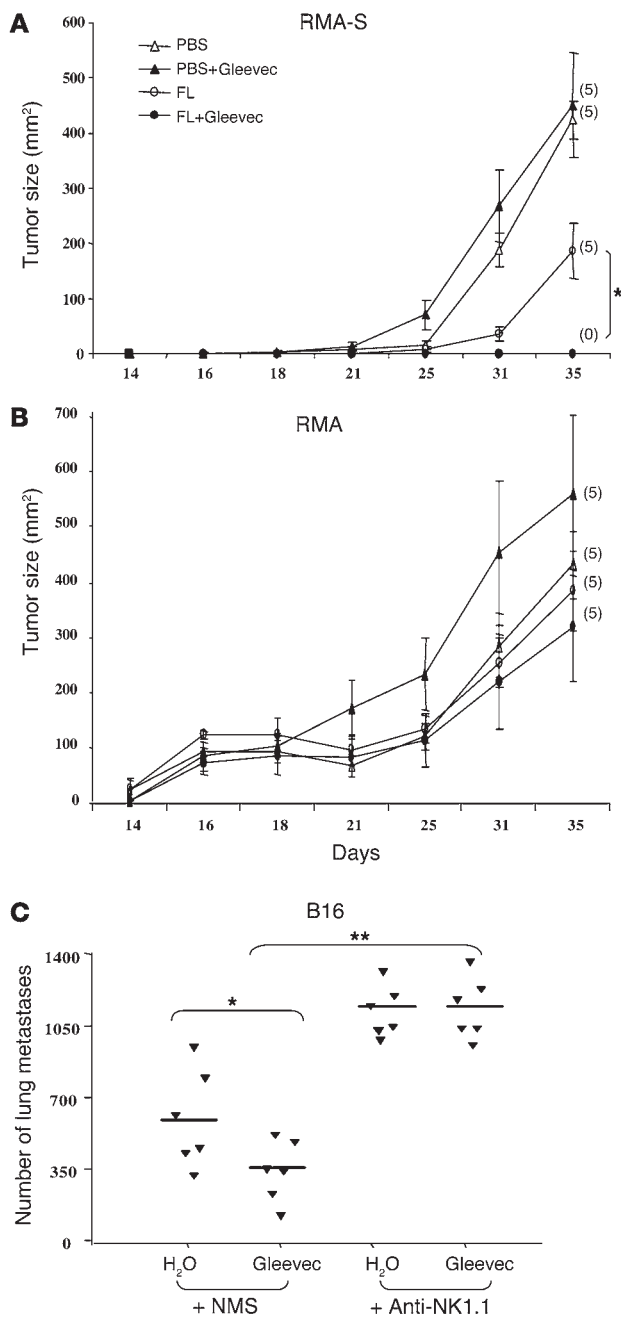 A
RMA-S
600
500
400
300
200
100
0
Tumor size (mm²)
PBS
PBS+Gleevec
FL
FL+Gleevec
(5)
(5)
(5)
*
(0)
14 16 18 21 25 31 35
B
RMA
700
600
500
400
300
200
100
0
Tumor size (mm²)
(5)
(5)
(5)
(5)
14 16 18 21 25 31 35
Days
C
B16
1400
1050
700
350
0
Number of lung metastases
**
*
H₂O Gleevec H₂O Gleevec
+ NMS + Anti-NK1.1